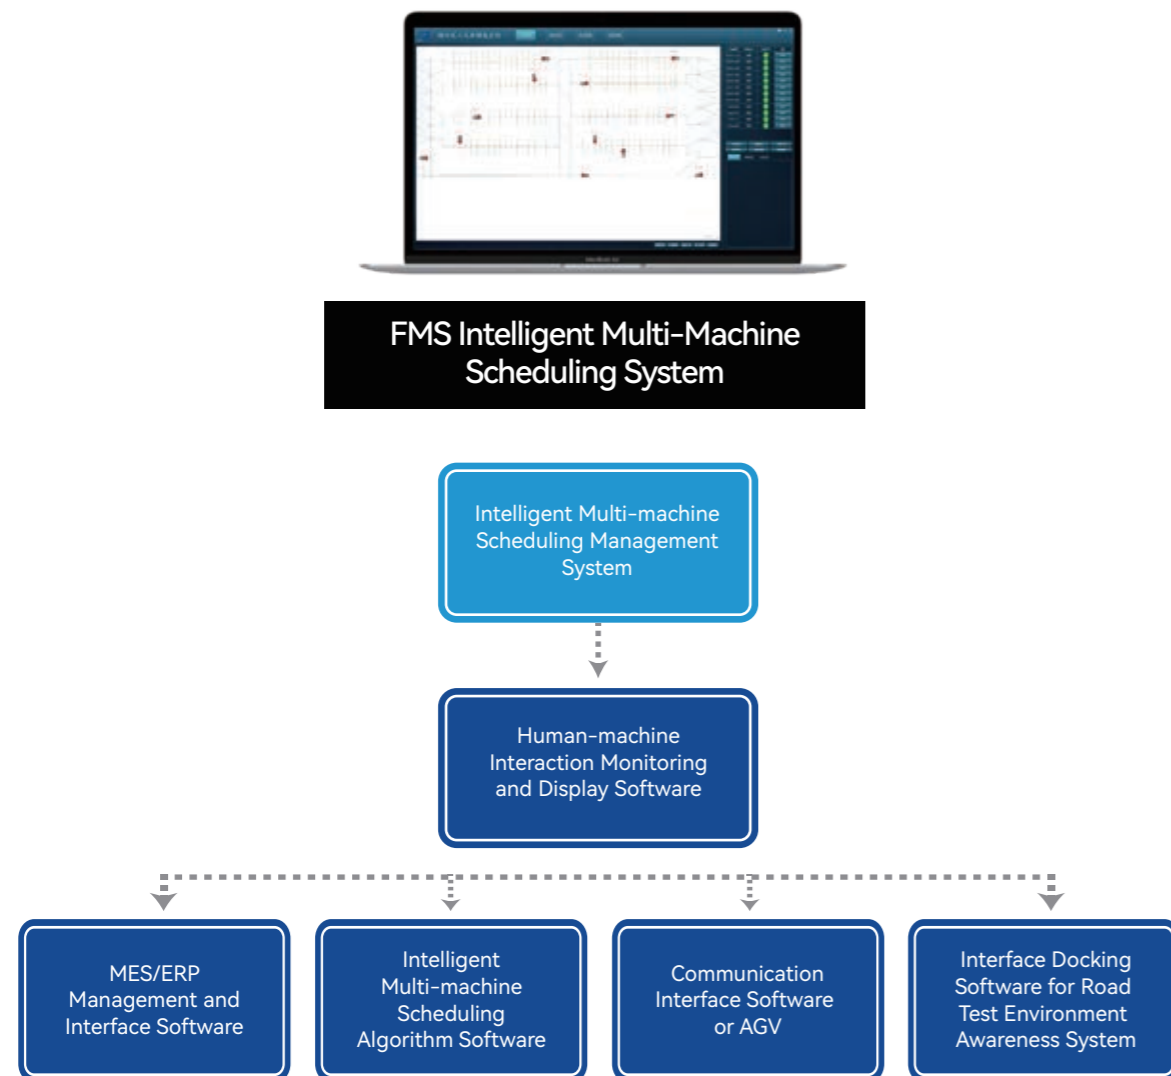 FMS Intelligent Multi-Machine
Scheduling System
Intelligent Multi-machine
Scheduling Management
System
Human-machine
Interaction Monitoring
and Display Software
MES/ERP
Management and
Interface Software
Intelligent
Multi-machine
Scheduling
Algorithm Software
Communication
Interface Software
or AGV
Interface Docking
Software for Road
Test Environment
Awareness System